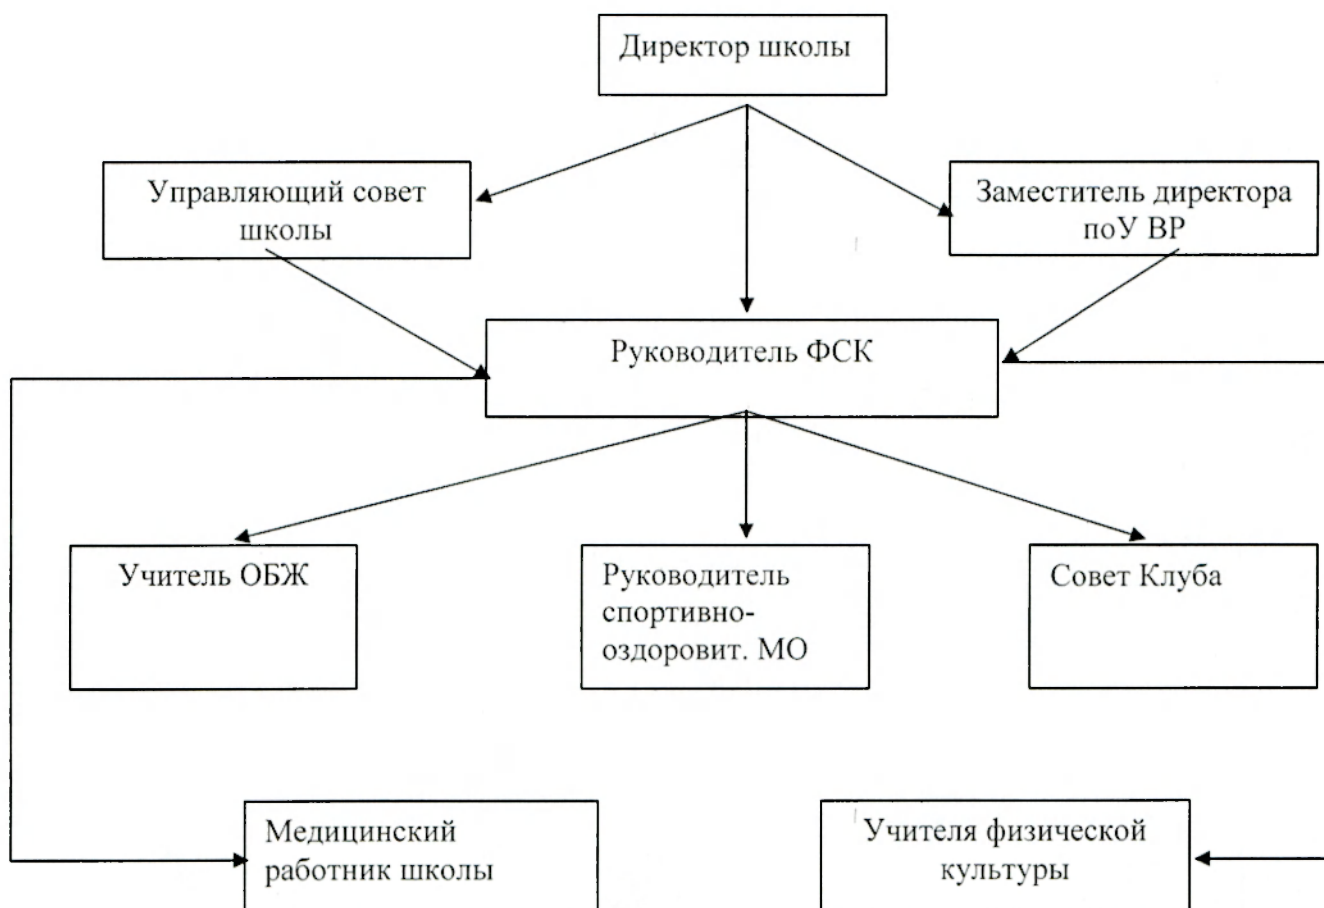 Директор школы
Управляющий совет
школы
Заместитель директора
поУ ВР
Руководитель ФСК
Учитель ОБЖ
Руководитель
спортивно-
оздоровит. МО
Совет Клуба
Медицинский
работник школы
Учителя физической
культуры